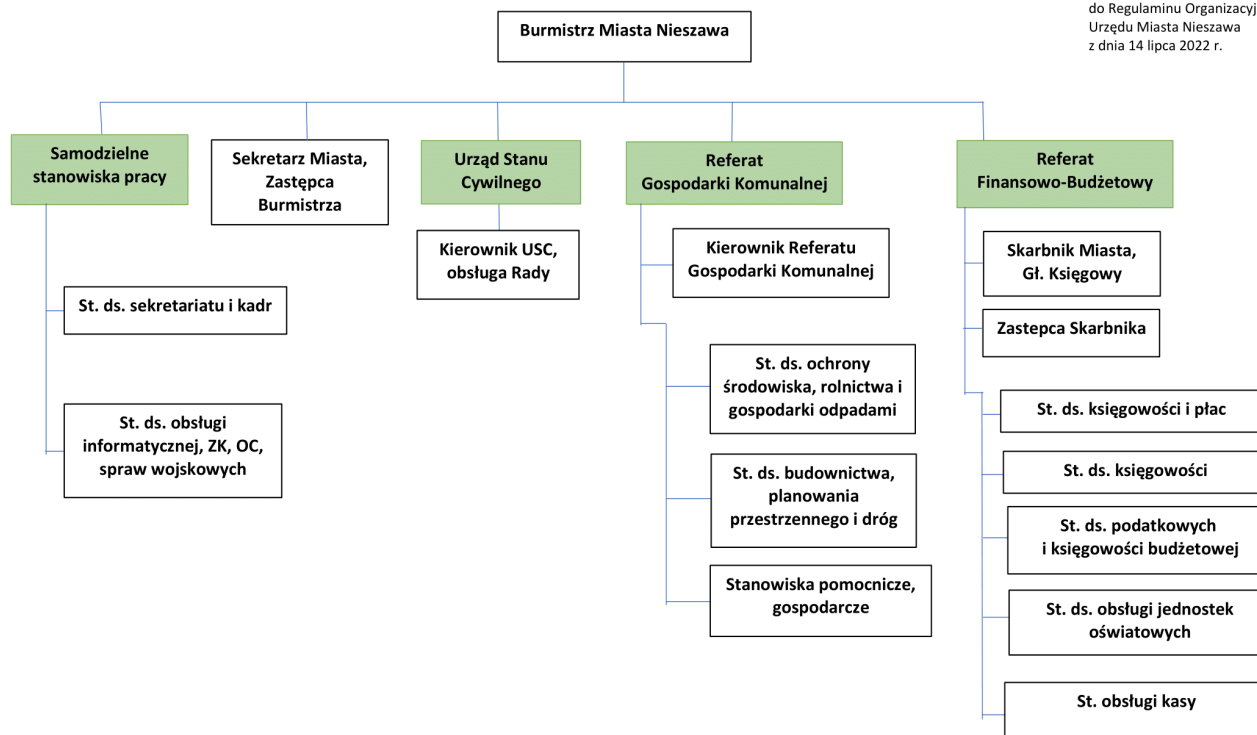 do Regulaminu Organizacyj
Urzędu Miasta Nieszawa
z dnia 14 lipca 2022 r.
Burmistrz Miasta Nieszawa
Samodzielne
stanowiska pracy
Sekretarz Miasta,
Zastępca
Burmistrza
Urząd Stanu
Cywilnego
Referat
Gospodarki Komunalnej
Referat
Finansowo-Budżetowy
St. ds. sekretariatu i kadr
St. ds. obsługi
informatycznej, ZK, OC,
spraw wojskowych
Kierownik USC,
obsługa Rady
Kierownik Referatu
Gospodarki Komunalnej
St. ds. ochrony
środowiska, rolnictwa i
gospodarki odpadami
St. ds. budownictwa,
planowania
przestrzennego i dróg
Stanowiska pomocnicze,
gospodarcze
Skarbnik Miasta,
Gł. Księgowy
Zastepca Skarbnika
St. ds. księgowości i płac
St. ds. księgowości
St. ds. podatkowych
i księgowości budżetowej
St. ds. obsługi jednostek
oświatowych
St. obsługi kasy